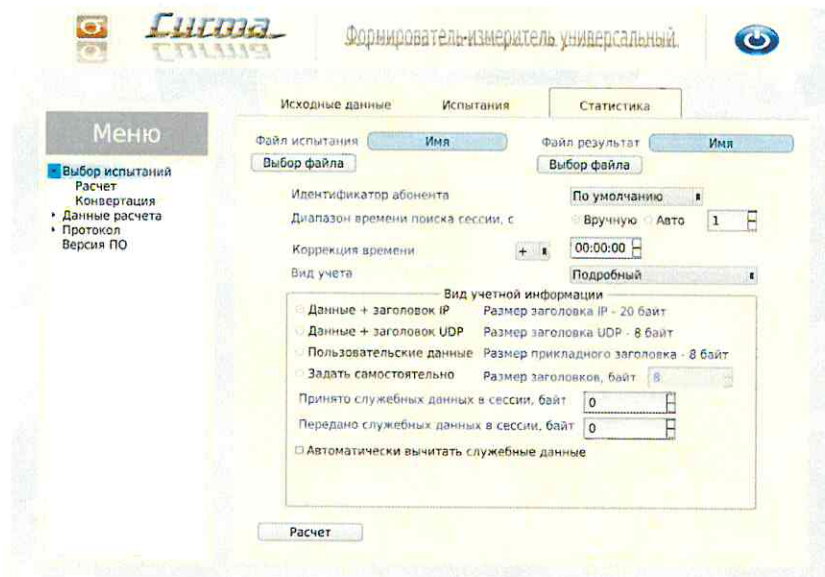 Сигма
Формирователь-измеритель универсальный
Меню
Выбор испытаний
Расчет
Конвертация
Данные расчета
Протокол
Версия ПО
Исходные данные Испытания Статистика
Файл испытания Имя Файл результат Имя
Выбор файла Выбор файла
Идентификатор абонента По умолчанию
Диапазон времени поиска сессии, с Вручную Авто 1
Коррекция времени + 00:00:00
Вид учета Подробный
Вид учетной информации
Данные + заголовок IP Размер заголовка IP - 20 байт
Данные + заголовок UDP Размер заголовка UDP - 8 байт
Пользовательские данные Размер прикладного заголовка - 8 байт
Задать самостоятельно Размер заголовков, байт 8
Принято служебных данных в сессии, байт 0
Передано служебных данных в сессии, байт 0
Автоматически вычитать служебные данные
Расчет